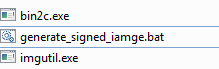 bin2c.exe
generate_signed_iamge.bat
imgutil.exe